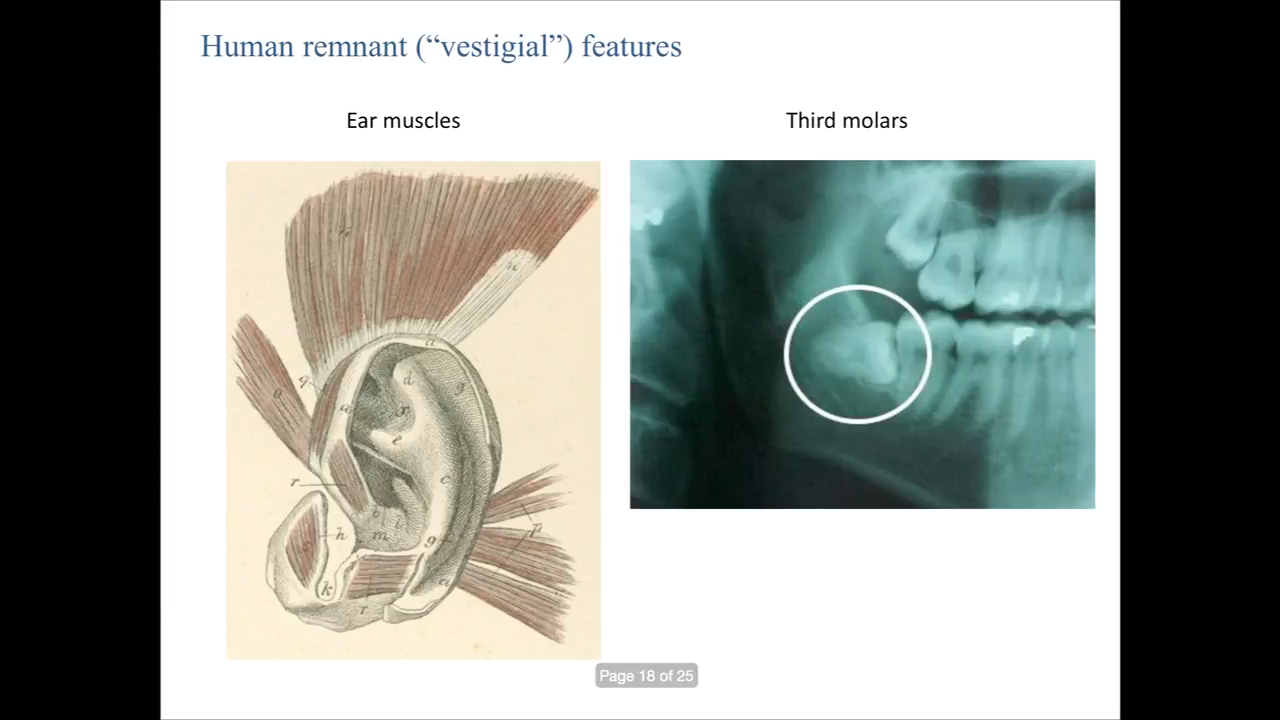 Human remnant (“vestigial”) features
Ear muscles
Third molars
n
a
d
g
a
x
e
o
r
c
h
m
g
p
k
r
a
Page 18 of 25